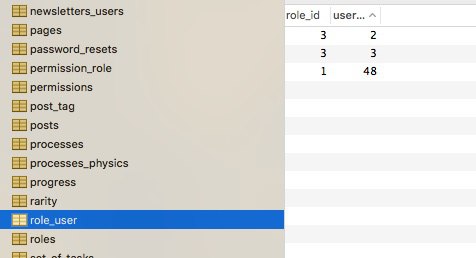 newsletters_users
pages
password_resets
permission_role
permissions
post_tag
posts
processes
processes_physics
progress
rarity
role_user
roles
role_id user...
3 2
3 3
1 48